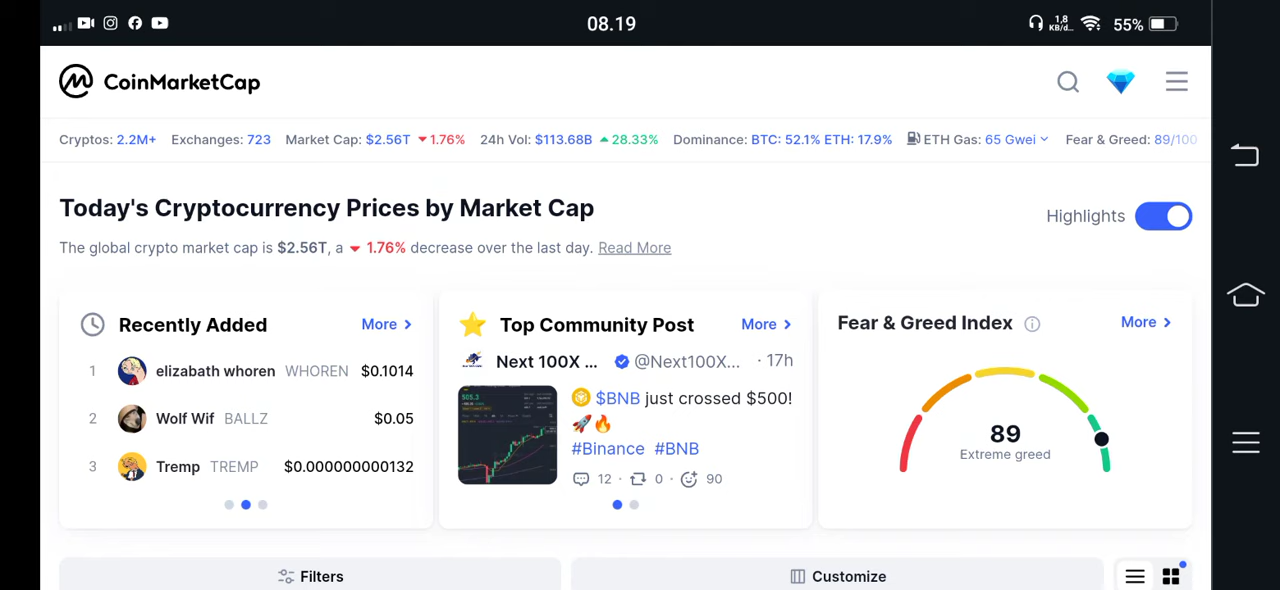 08.19
1,8
KB/d...
55%
CoinMarketCap
Cryptos: 2.2M+ Exchanges: 723 Market Cap: $2.56T 1.76% 24h Vol: $113.68B 28.33% Dominance: BTC: 52.1% ETH: 17.9% ETH Gas: 65 Gwei Fear & Greed: 89/100
Today's Cryptocurrency Prices by Market Cap
Highlights
The global crypto market cap is $2.56T, a 1.76% decrease over the last day. Read More
Recently Added
More
1 elizabath whoren WHOREN $0.1014
2 Wolf Wif BALLZ $0.05
3 Tremp TREMP $0.000000000132
Top Community Post
More
Next 100X ... @Next100X... · 17h
$BNB just crossed $500!
🚀🔥
#Binance #BNB
12 · 0 · 90
505.3
Fear & Greed Index
More
89
Extreme greed
Filters
Customize